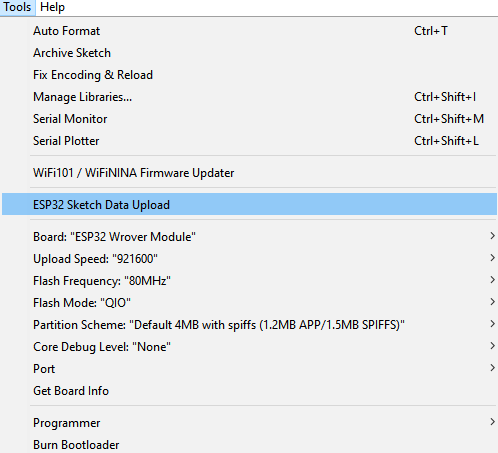 Tools Help
Auto Format Ctrl+T
Archive Sketch
Fix Encoding & Reload
Manage Libraries... Ctrl+Shift+I
Serial Monitor Ctrl+Shift+M
Serial Plotter Ctrl+Shift+L
WiFi101 / WiFiNINA Firmware Updater
ESP32 Sketch Data Upload
Board: "ESP32 Wrover Module"
Upload Speed: "921600"
Flash Frequency: "80MHz"
Flash Mode: "QIO"
Partition Scheme: "Default 4MB with spiffs (1.2MB APP/1.5MB SPIFFS)"
Core Debug Level: "None"
Port
Get Board Info
Programmer
Burn Bootloader